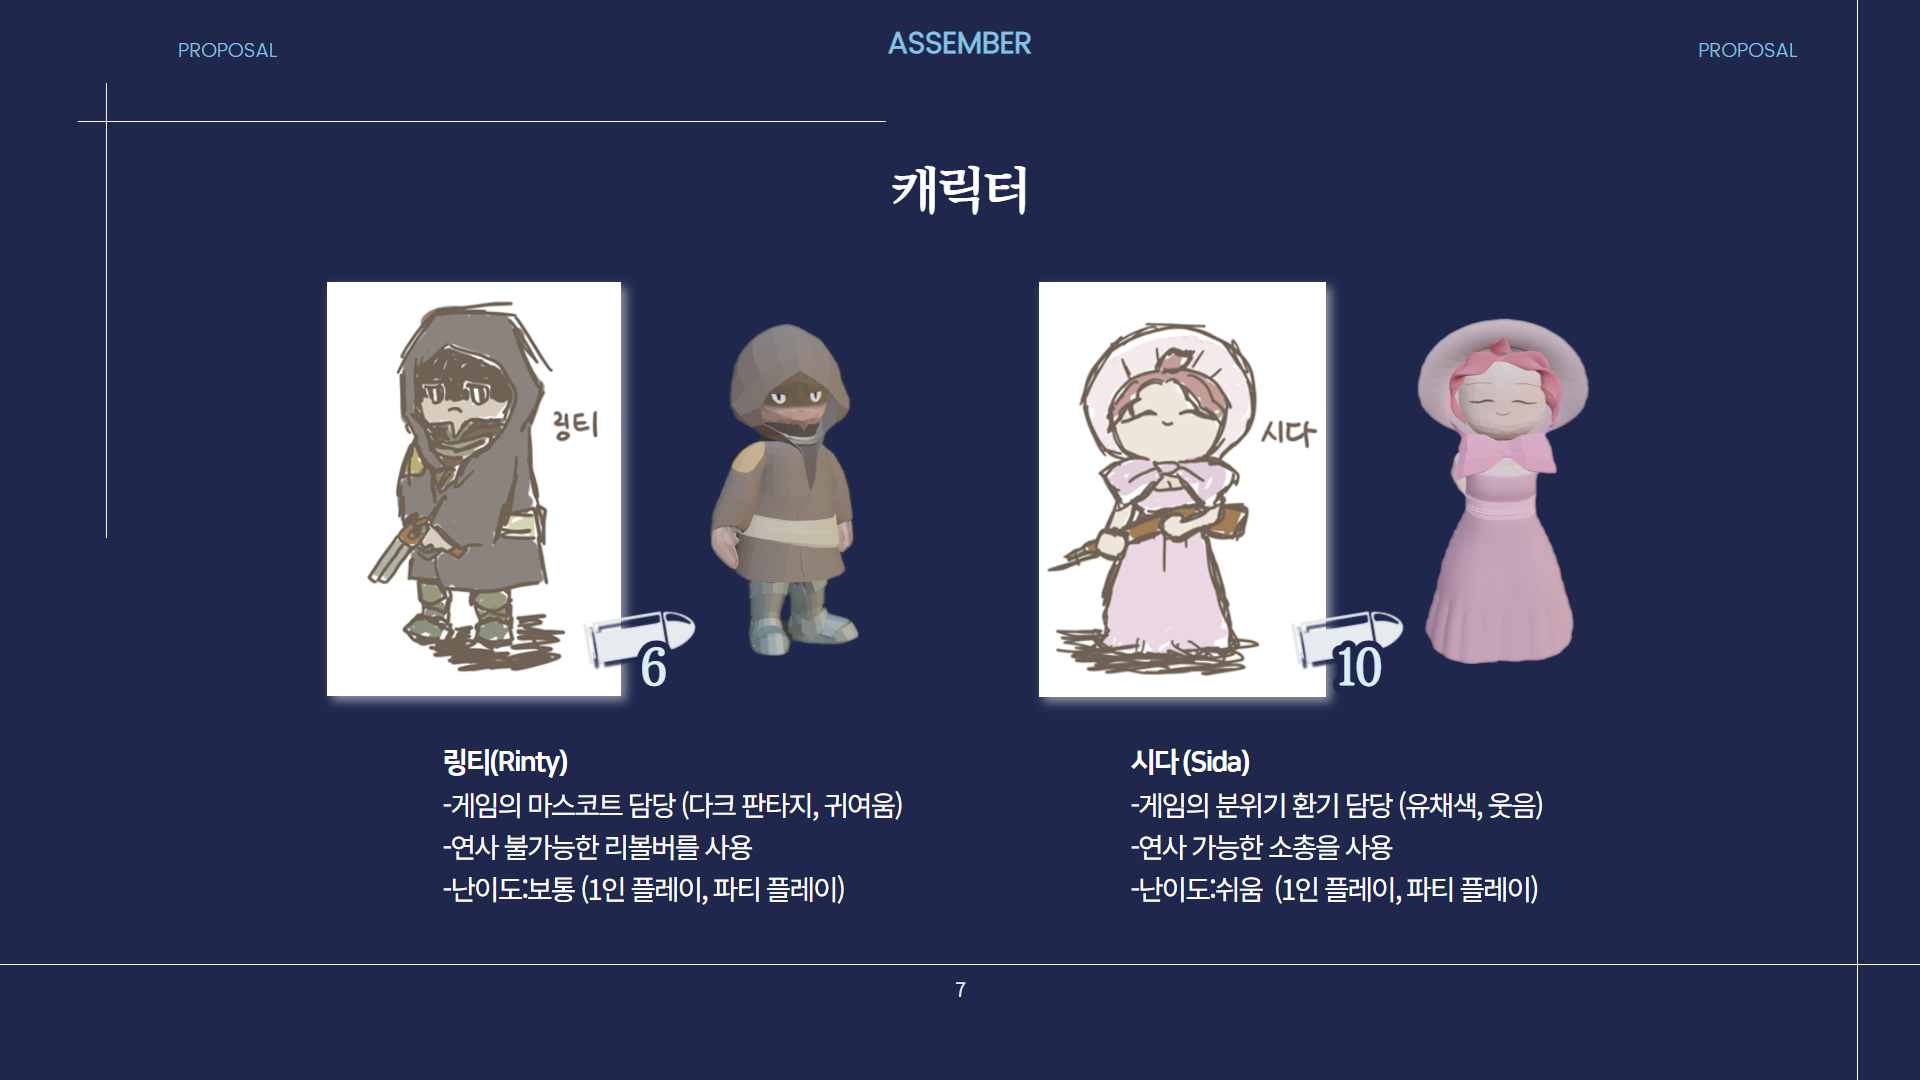 PROPOSAL
ASSEMBER
PROPOSAL
캐릭터
링티
6
시다
10
링티(Rinty)
-게임의 마스코트 담당 (다크 판타지, 귀여움)
-연사 불가능한 리볼버를 사용
-난이도:보통 (1인 플레이, 파티 플레이)
시다 (Sida)
-게임의 분위기 환기 담당 (유채색, 웃음)
-연사 가능한 소총을 사용
-난이도:쉬움 (1인 플레이, 파티 플레이)
7